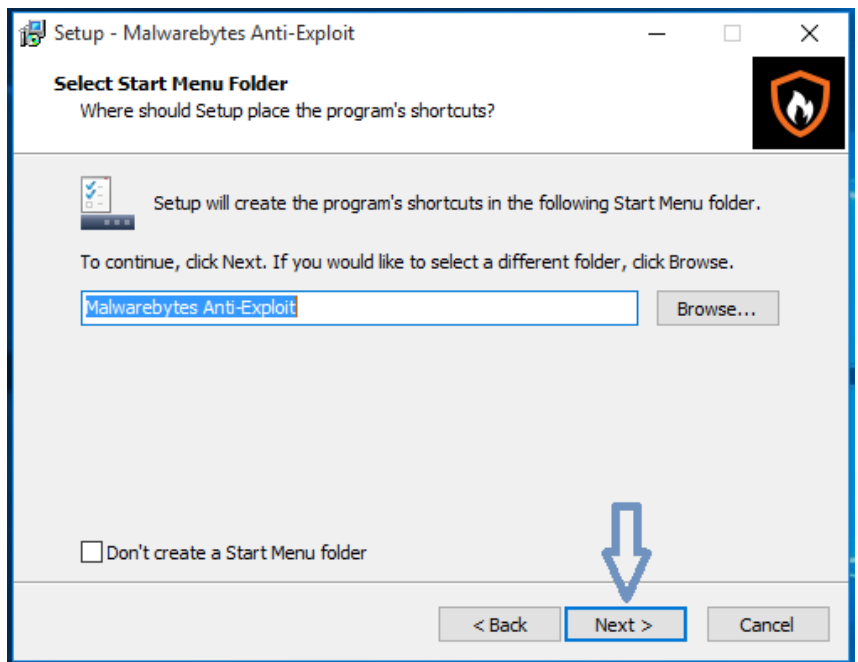 Setup - Malwarebytes Anti-Exploit
Select Start Menu Folder
Where should Setup place the program's shortcuts?
Setup will create the program's shortcuts in the following Start Menu folder.
To continue, click Next. If you would like to select a different folder, click Browse.
Malwarebytes Anti-Exploit
Browse...
Don't create a Start Menu folder
< Back
Next >
Cancel